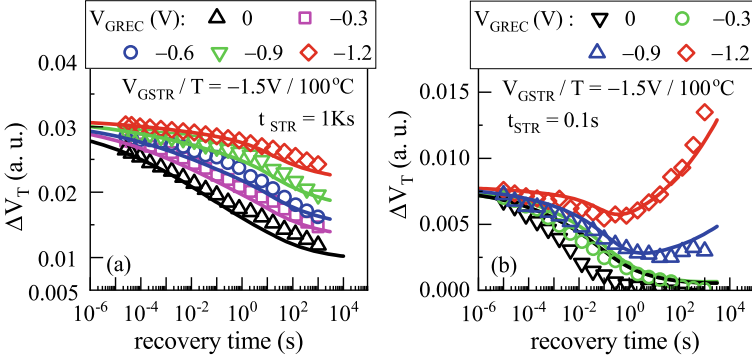 V_GREC (V): 0 −0.3
−0.6 −0.9 −1.2
V_GSTR / T = −1.5V / 100°C
t_STR = 1Ks
0.04
0.03
0.02
0.01
0.005
ΔV_T (a. u.)
(a)
10^-6 10^-4 10^-2 10^0 10^2 10^4
recovery time (s)
V_GREC (V) : 0 −0.3
−0.9 −1.2
V_GSTR / T = −1.5V / 100°C
t_STR = 0.1s
0.015
0.010
0.005
0.000
ΔV_T (a. u.)
(b)
10^-6 10^-4 10^-2 10^0 10^2 10^4
recovery time (s)